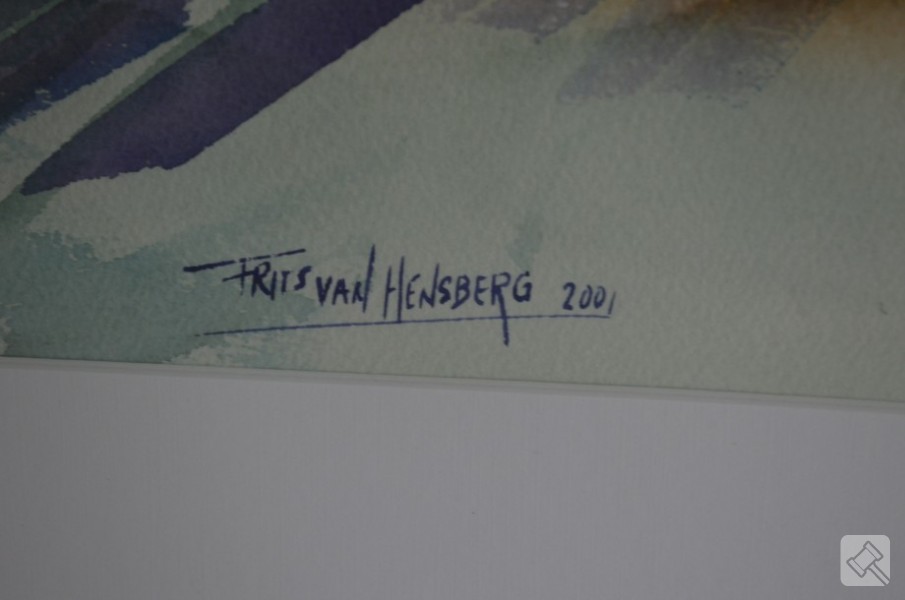 FRITS VAN HENSBERG 2001